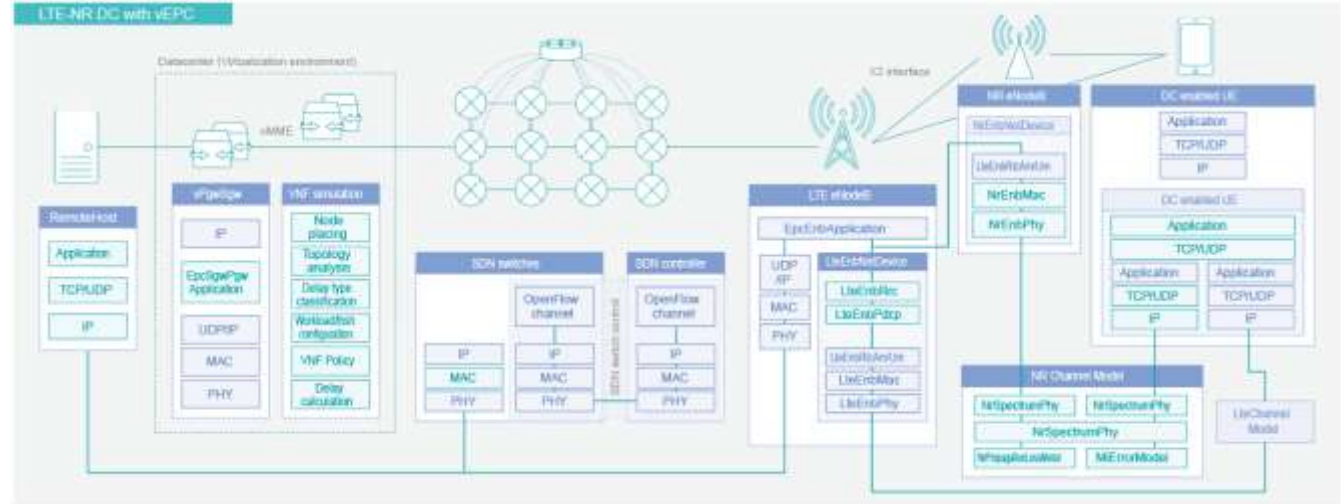 LTE-NR DC with vEPC
Datacenter (Virtualization environment)
vMME
X2 interface
RemoteHost
Application
TCP/UDP
IP
vPgwSgw
IP
EpcSgwPgw
Application
UDP/IP
MAC
PHY
VNF simulation
Node
placing
Topology
analysis
Delay type
classification
configuration
VNF Policy
Delay
calculation
SDN switches
IP
MAC
PHY
OpenFlow
channel
IP
MAC
PHY
SDN switch control
SDN controller
OpenFlow
channel
IP
MAC
PHY
LTE eNodeB
EpcEnbApplication
UDP
/IP
MAC
PHY
LteEnbNetDevice
LteEnbRrc
LteEnbPdcp
LteEnbMac
LteEnbPhy
NR eNodeB
NrEnbNetDevice
NrEnbMac
NrEnbPhy
DC enabled UE
Application
TCP/UDP
IP
DC enabled UE
Application
TCP/UDP
Application
TCP/UDP
IP
Application
TCP/UDP
IP
NR Channel Model
NrSpectrumPhy
NrSpectrumPhy
NrSpectrumPhy
MiErrorModel
LteChannel
Model